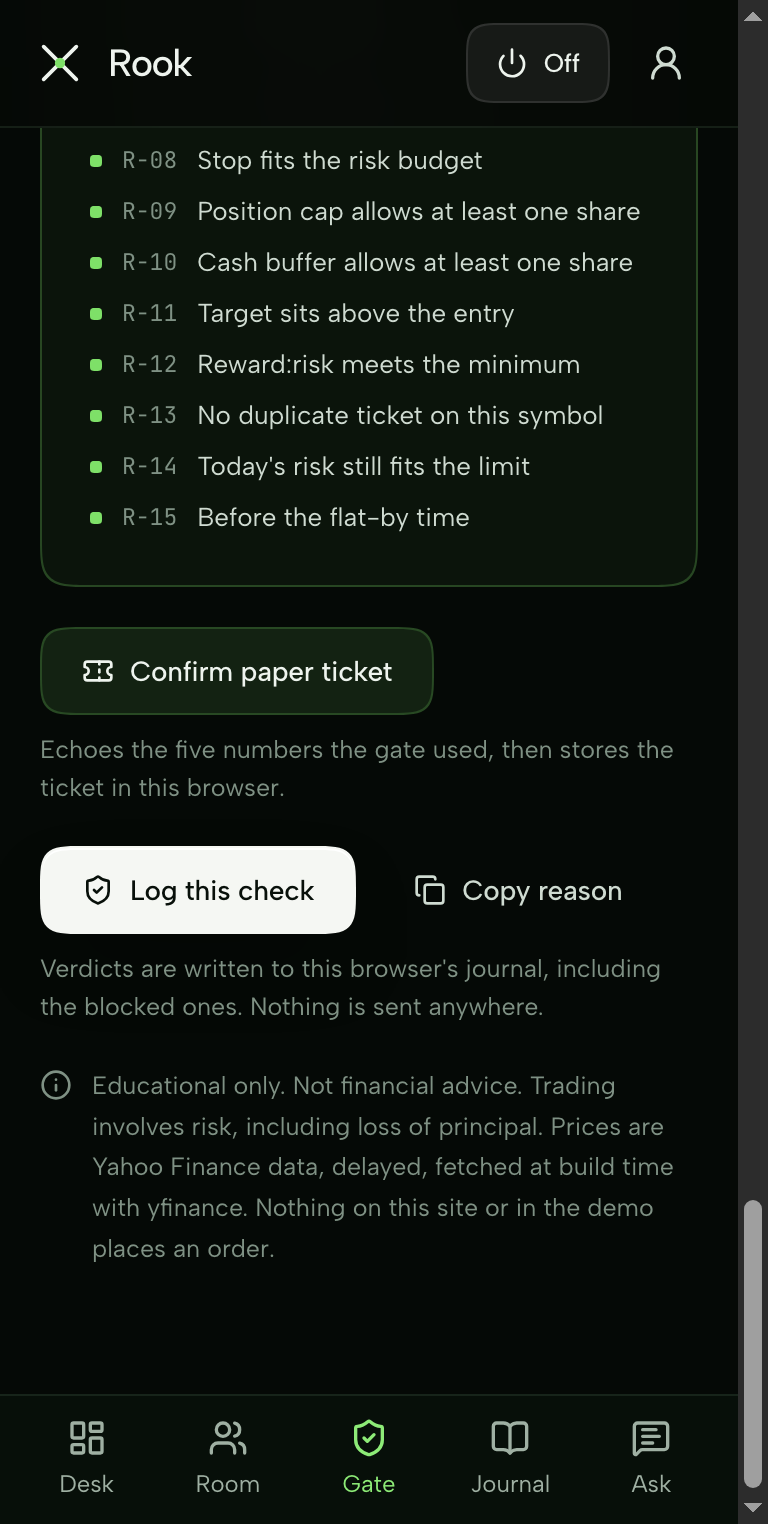 Rook
Off
R-08 Stop fits the risk budget
R-09 Position cap allows at least one share
R-10 Cash buffer allows at least one share
R-11 Target sits above the entry
R-12 Reward:risk meets the minimum
R-13 No duplicate ticket on this symbol
R-14 Today's risk still fits the limit
R-15 Before the flat-by time
Confirm paper ticket
Echoes the five numbers the gate used, then stores the
ticket in this browser.
Log this check
Copy reason
Verdicts are written to this browser's journal, including
the blocked ones. Nothing is sent anywhere.
Educational only. Not financial advice. Trading
involves risk, including loss of principal. Prices are
Yahoo Finance data, delayed, fetched at build time
with yfinance. Nothing on this site or in the demo
places an order.
Desk
Room
Gate
Journal
Ask